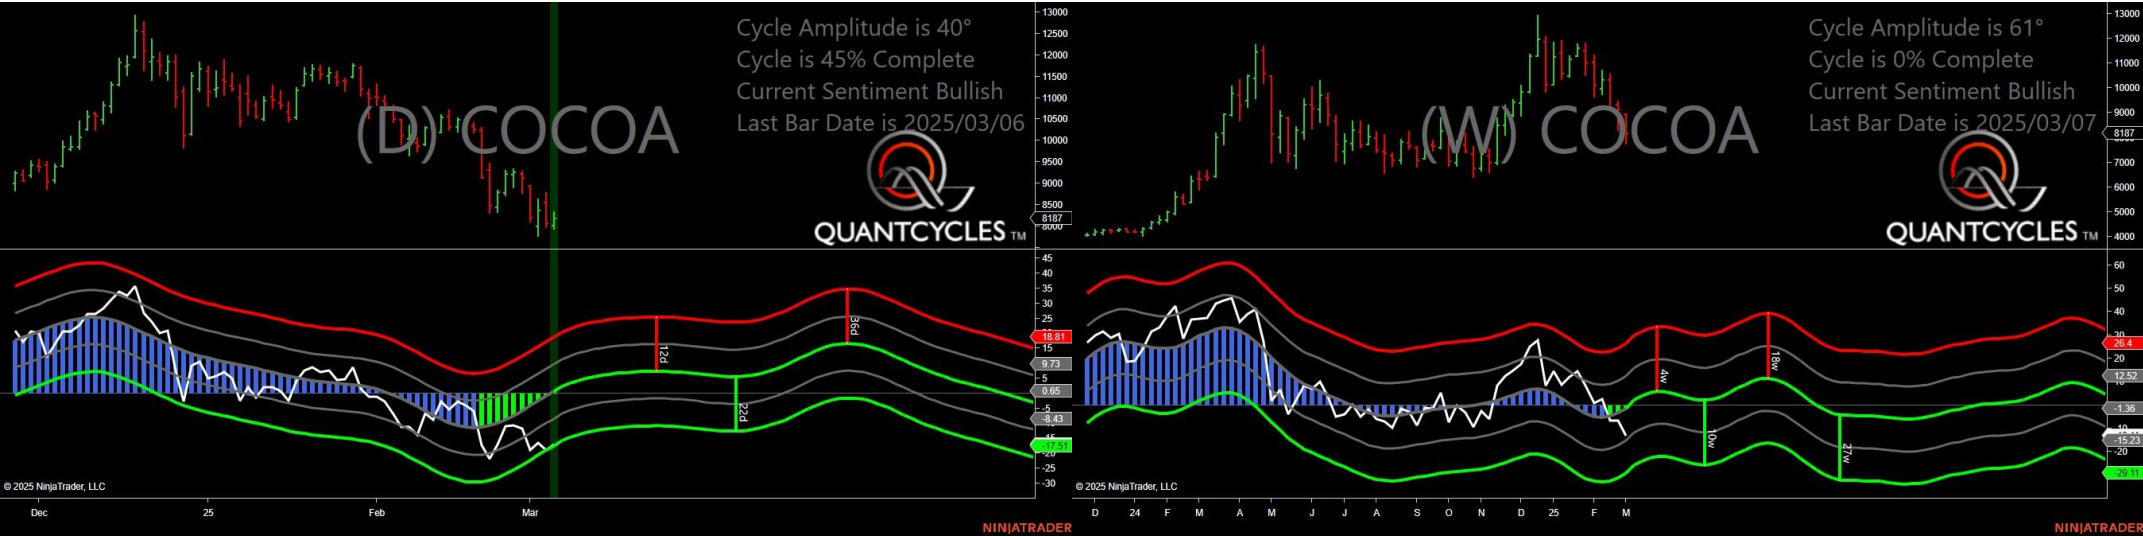 Cycle Amplitude is 40°
Cycle is 45% Complete
Current Sentiment Bullish
Last Bar Date is 2025/03/06
(D) COCOA
QUANTCYCLES TM
13000
12500
12000
11500
11000
10500
10000
9500
9000
8500
8187
8000
45
40
35
30
25
18.81
15
9.73
5
0.65
-5
-8.43
-17.51
-20
-25
-30
12d
22d
36d
© 2025 NinjaTrader, LLC
Dec
25
Feb
Mar
NINJATRADER
Cycle Amplitude is 61°
Cycle is 0% Complete
Current Sentiment Bullish
Last Bar Date is 2025/03/07
(W) COCOA
QUANTCYCLES TM
13000
12000
11000
10000
9000
8187
7000
6000
5000
4000
60
50
40
30
26.4
20
12.52
-1.36
-15.23
-20
-29.11
4w
10w
18w
27w
© 2025 NinjaTrader, LLC
D
24
F
M
A
M
J
J
A
S
O
N
D
25
F
M
NINJATRADER